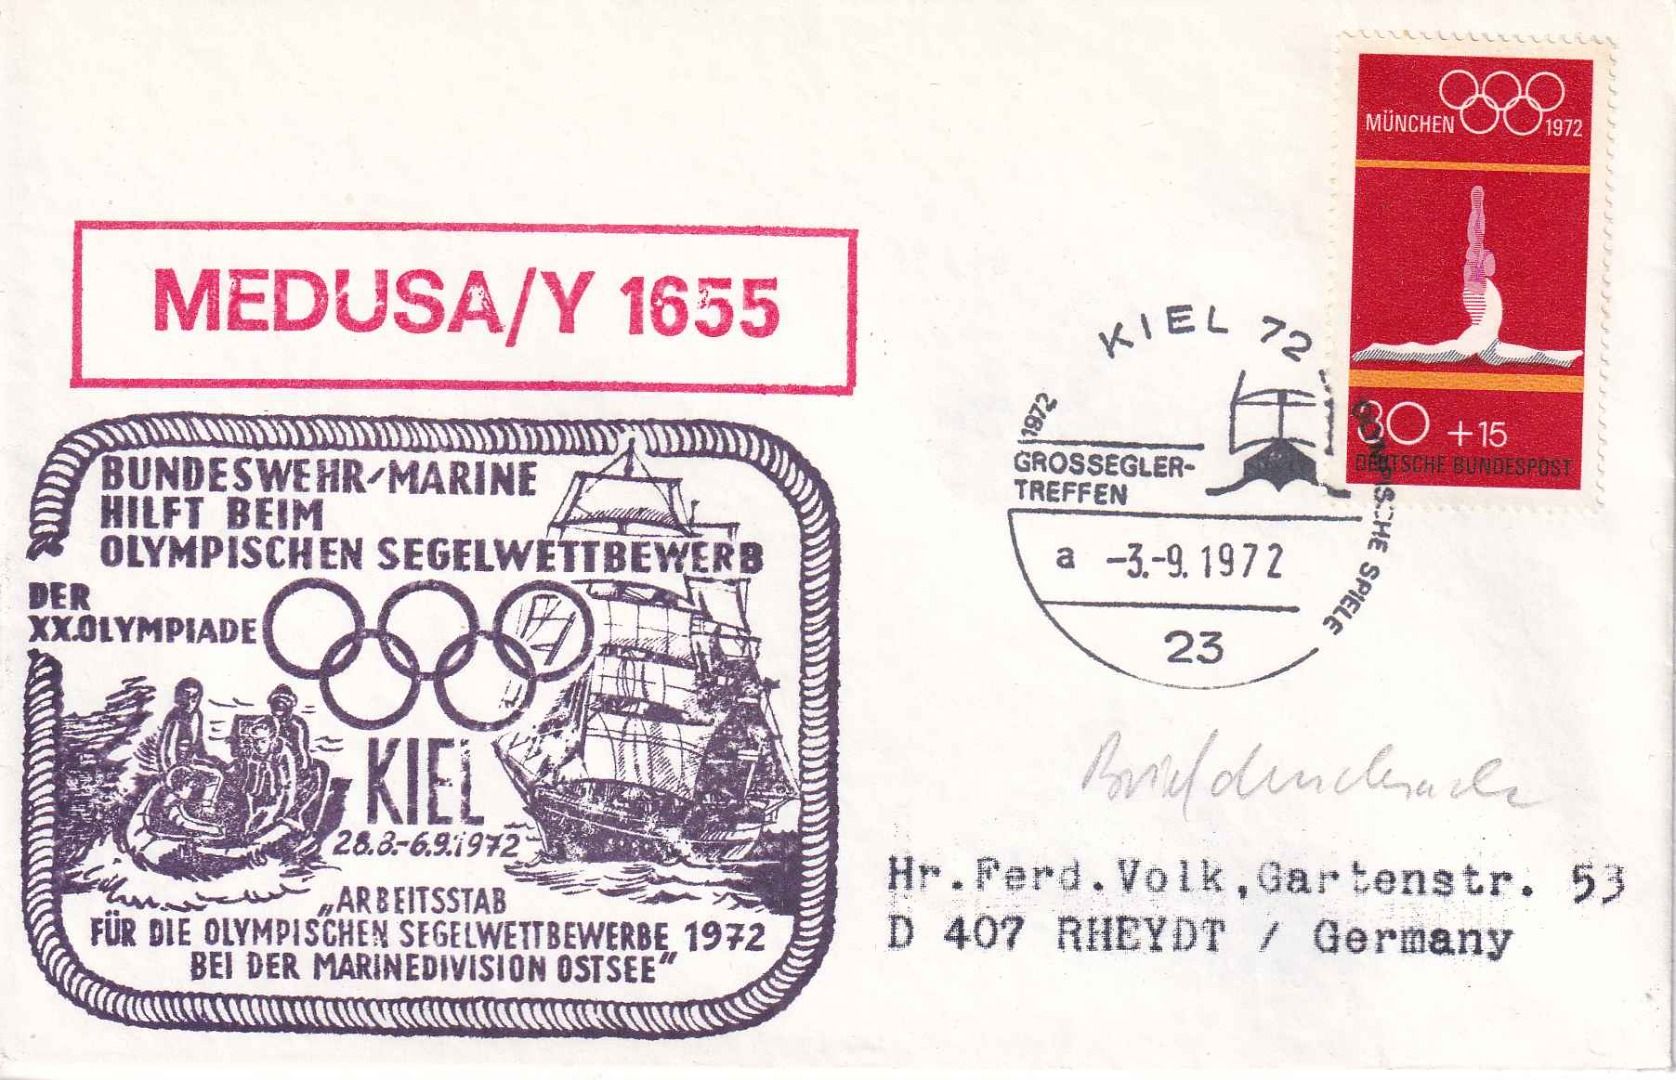 MÜNCHEN 1972
30 +15
DEUTSCHE BUNDESPOST
MEDUSA/Y 1655
KIEL 72
1972
GROSSEGLER-
TREFFEN
OLYMPISCHE SPIELE
a -3.-9.1972
23
BUNDESWEHR-MARINE
HILFT BEIM
OLYMPISCHEN SEGELWETTBEWERB
DER
XX.OLYMPIADE
KIEL
28.8.-6.9.1972
„ARBEITSSTAB
FÜR DIE OLYMPISCHEN SEGELWETTBEWERBE 1972
BEI DER MARINEDIVISION OSTSEE"
Briefdrucksache
Hr.Ferd.Volk,Gartenstr. 53
D 407 RHEYDT / Germany